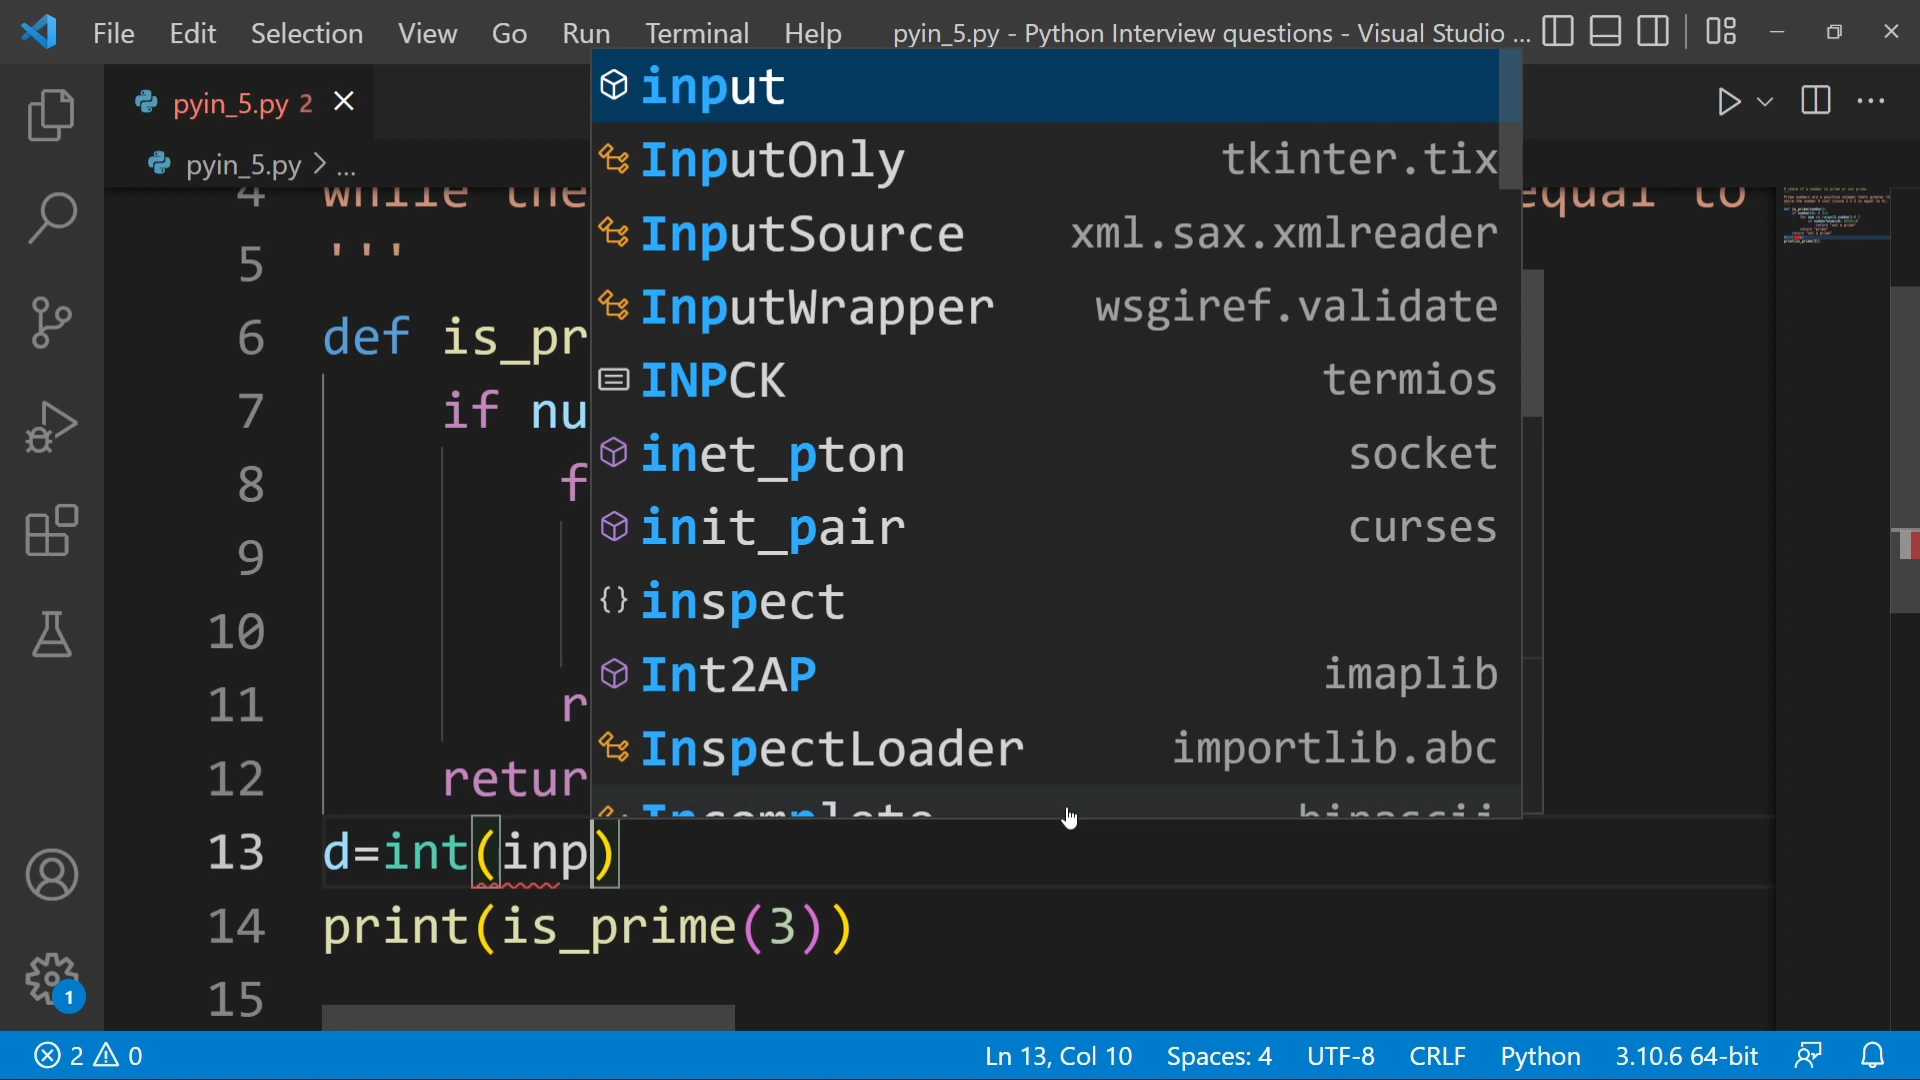 File Edit Selection View Go Run Terminal Help pyin_5.py - Python Interview questions - Visual Studio ...
pyin_5.py 2
pyin_5.py > ...
4 while the equal to
5 '''
6 def is_pr
7 if nu
8 f
9
10
11 r
12 retur
13 d=int(inp)
14 print(is_prime(3))
15
input
InputOnly tkinter.tix
InputSource xml.sax.xmlreader
InputWrapper wsgiref.validate
INPCK termios
inet_pton socket
init_pair curses
inspect
Int2AP imaplib
InspectLoader importlib.abc
Incomplete binascii
1
2 0 Ln 13, Col 10 Spaces: 4 UTF-8 CRLF Python 3.10.6 64-bit